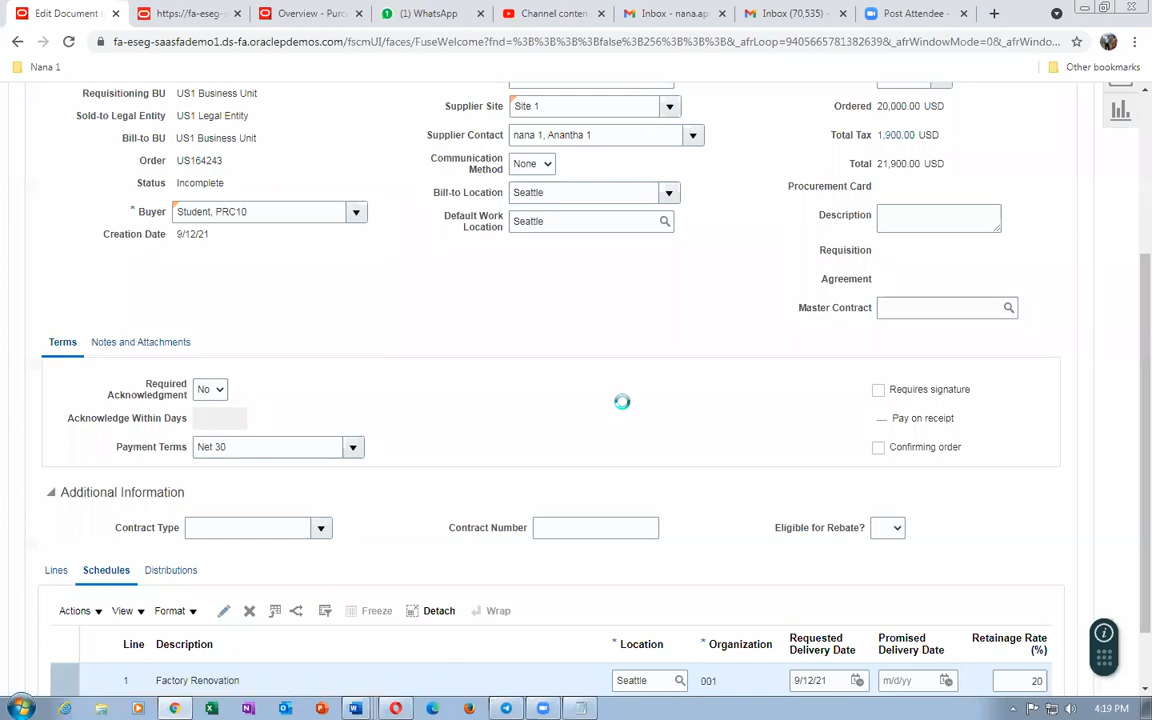 Edit Document
https://fa-eseg-s
Overview - Purc
(1) WhatsApp
Channel conten
Inbox - nana.ap
Inbox (70,535) -
Post Attendee -
fa-eseg-saasfademo1.ds-fa.oraclepdemos.com/fscmUI/faces/FuseWelcome?fnd=%3B%3B%3B%3Bfalse%3B256%3B%3B%3B&_afrLoop=9405665781382639&_afrWindowMode=0&_afrWindo...
Nana 1
Other bookmarks
Requisitioning BU US1 Business Unit
Sold-to Legal Entity US1 Legal Entity
Bill-to BU US1 Business Unit
Order US164243
Status Incomplete
* Buyer Student, PRC10
Creation Date 9/12/21
Supplier Site Site 1
Supplier Contact nana 1, Anantha 1
Communication Method None
Bill-to Location Seattle
Default Work Location Seattle
Ordered 20,000.00 USD
Total Tax 1,900.00 USD
Total 21,900.00 USD
Procurement Card
Description
Requisition
Agreement
Master Contract
Terms Notes and Attachments
Required Acknowledgment No
Acknowledge Within Days
Payment Terms Net 30
Requires signature
Pay on receipt
Confirming order
Additional Information
Contract Type
Contract Number
Eligible for Rebate?
Lines Schedules Distributions
Actions View Format Freeze Detach Wrap
Line Description * Location * Organization Requested Delivery Date Promised Delivery Date Retainage Rate (%)
1 Factory Renovation Seattle 001 9/12/21 m/d/yy 20
4:19 PM